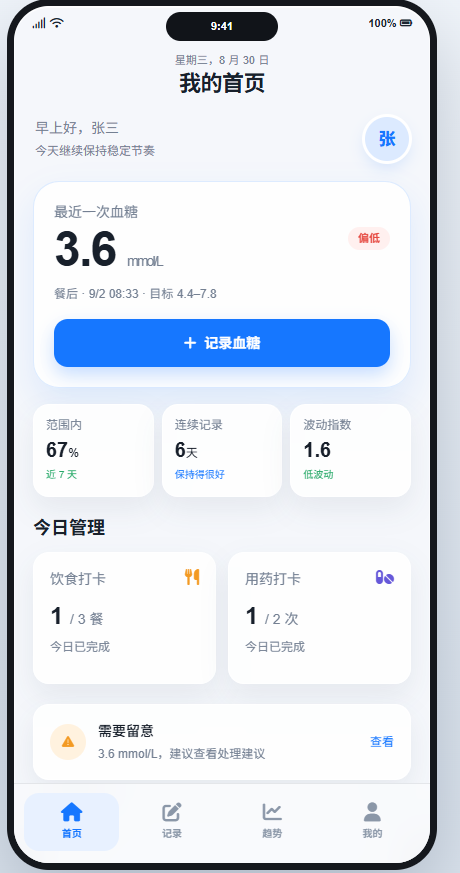 9:41
100%
星期三，8 月 30 日
我的首页
早上好，张三
今天继续保持稳定节奏
张
最近一次血糖
3.6 mmol/L
偏低
餐后 · 9/2 08:33 · 目标 4.4–7.8
+ 记录血糖
范围内
67%
近 7 天
连续记录
6天
保持得很好
波动指数
1.6
低波动
今日管理
饮食打卡
1 / 3 餐
今日已完成
用药打卡
1 / 2 次
今日已完成
需要留意
3.6 mmol/L，建议查看处理建议
查看
首页
记录
趋势
我的